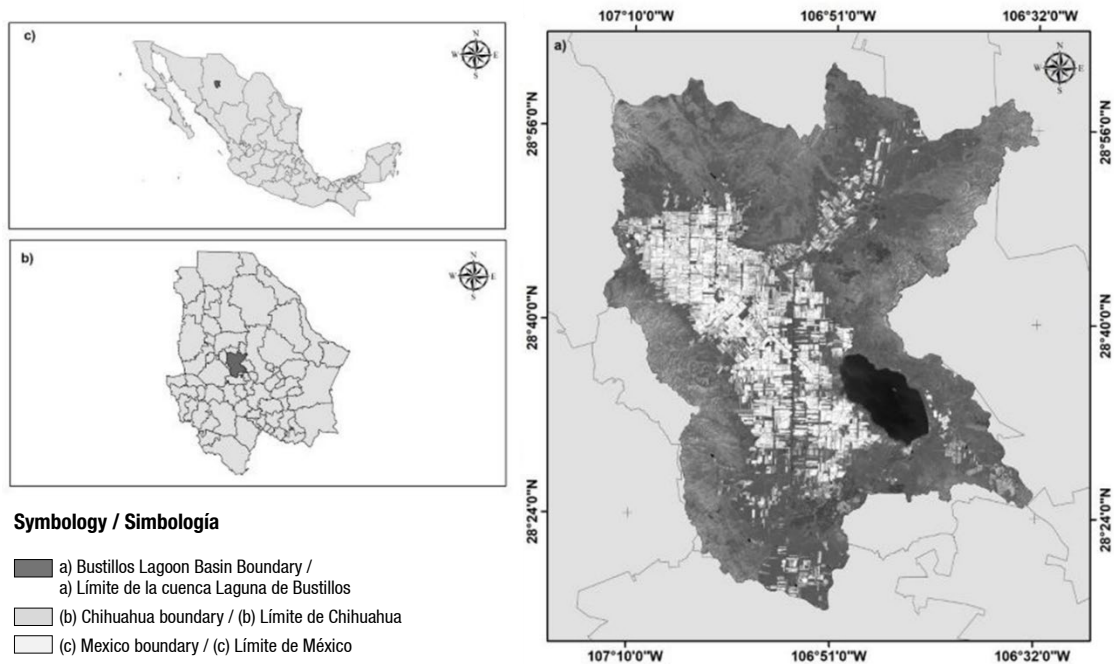 c)
N
W E
S
b)
N
W E
S
Symbology / Simbología
a) Bustillos Lagoon Basin Boundary /
a) Límite de la cuenca Laguna de Bustillos
(b) Chihuahua boundary / (b) Límite de Chihuahua
(c) Mexico boundary / (c) Límite de México
107°10'0"W 106°51'0"W 106°32'0"W
a)
N
W E
S
28°56'0"N
28°56'0"N
28°40'0"N
28°40'0"N
28°24'0"N
28°24'0"N
107°10'0"W 106°51'0"W 106°32'0"W